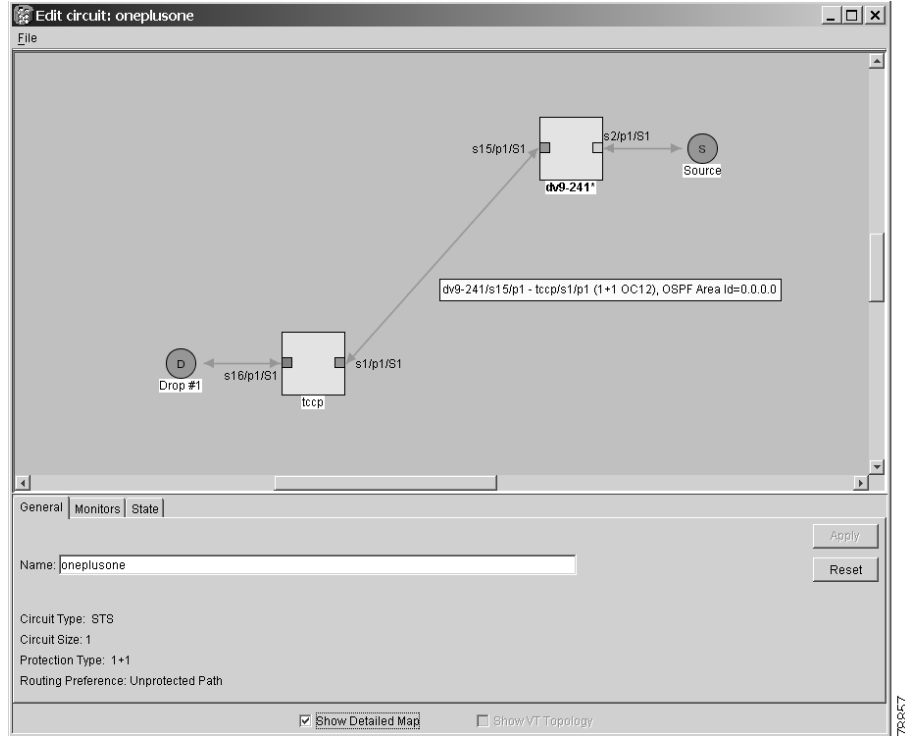 Edit circuit: oneplusone
File
s15/p1/S1
s2/p1/S1
S
Source
dv9-241*
dv9-241/s15/p1 - tccp/s1/p1 (1+1 OC12), OSPF Area Id=0.0.0.0
D
Drop #1
s16/p1/S1
s1/p1/S1
tccp
General Monitors State
Apply
Name: oneplusone
Reset
Circuit Type: STS
Circuit Size: 1
Protection Type: 1+1
Routing Preference: Unprotected Path
Show Detailed Map Show VT Topology
78857